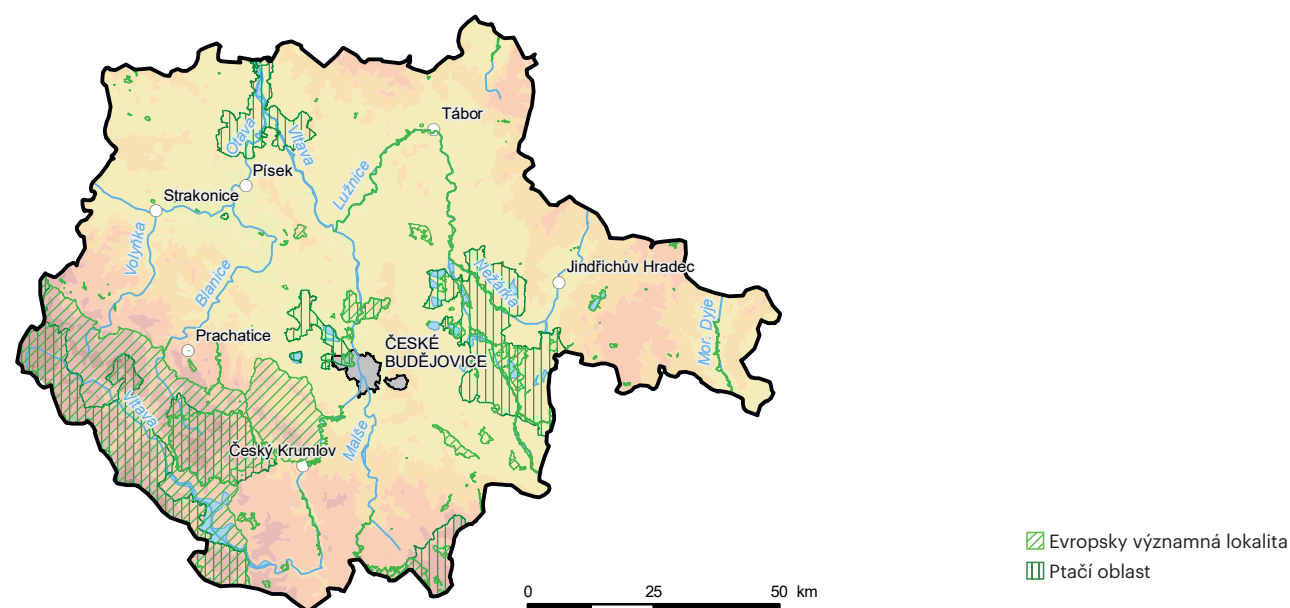 Tábor
Otava
Vltava
Písek
Lužnice
Strakonice
Volyňka
Blanice
Nežárka
Jindřichův Hradec
Mor. Dyje
Prachatice
ČESKÉ
BUDĚJOVICE
Vltava
Malše
Český Krumlov
Evropsky významná lokalita
Ptačí oblast
0 25 50 km